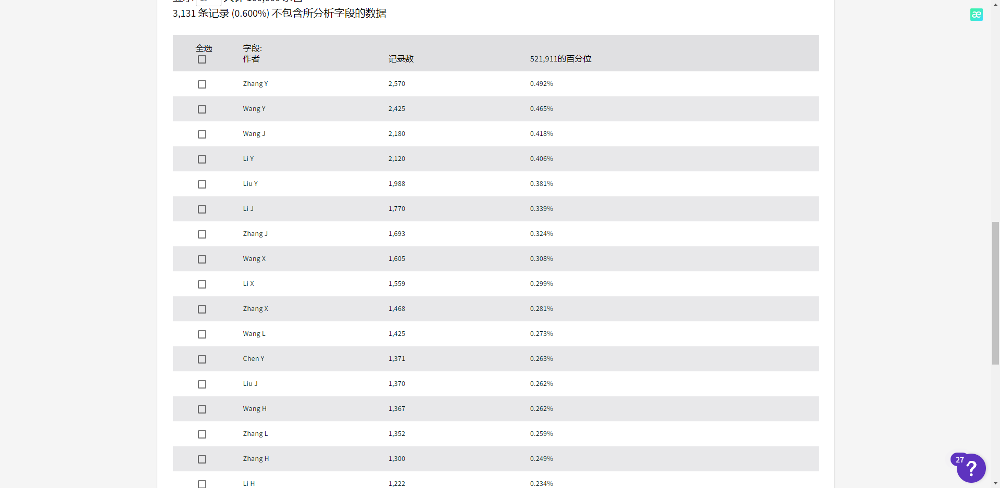 3,131 条记录 (0.600%) 不包含所分析字段的数据
全选
字段:
作者
记录数
521,911的百分位
Zhang Y 2,570 0.492%
Wang Y 2,425 0.465%
Wang J 2,180 0.418%
Li Y 2,120 0.406%
Liu Y 1,988 0.381%
Li J 1,770 0.339%
Zhang J 1,693 0.324%
Wang X 1,605 0.308%
Li X 1,559 0.299%
Zhang X 1,468 0.281%
Wang L 1,425 0.273%
Chen Y 1,371 0.263%
Liu J 1,370 0.262%
Wang H 1,367 0.262%
Zhang L 1,352 0.259%
Zhang H 1,300 0.249%
Li H 1,222 0.234%
æ
27
?